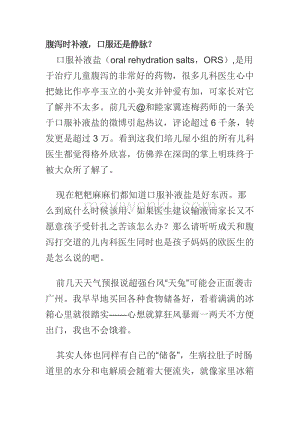 腹泻时补液，口服还是静脉？
口服补液盐（oral rehydration salts，ORS）,是用
于治疗儿童腹泻的非常好的药物，很多儿科医生心中
把她比作亭亭玉立的小美女并钟爱有加，可家长对它
了解并不太多。前几天@和睦家冀连梅药师的一条关
于口服补液盐的微博引起热议，评论超过 6 千条，转
发更是超过 3 万。看到这我们培儿屋小组的所有儿科
医生都觉得格外欣喜，仿佛养在深闺的掌上明珠终于
被大众所了解了。
现在粑粑麻麻们都知道口服补液盐是好东西。那
么到底什么时候该用、如果医生建议输液而家长又不
愿意孩子受针扎之苦该怎么办？那么请听听成天和腹
泻打交道的儿内科医生同时也是孩子妈妈的欧医生的
是怎么说的吧。
前几天天气预报说超强台风“天兔”可能会正面袭击
广州。我早早地买回各种食物储备好，看着满满的冰
箱心里就很踏实-------心想就算狂风暴雨一两天不方便
出门，我也不会饿着。
其实人体也同样有自己的“储备”，生病拉肚子时肠
道里的水分和电解质会随着大便流失，就像家里冰箱